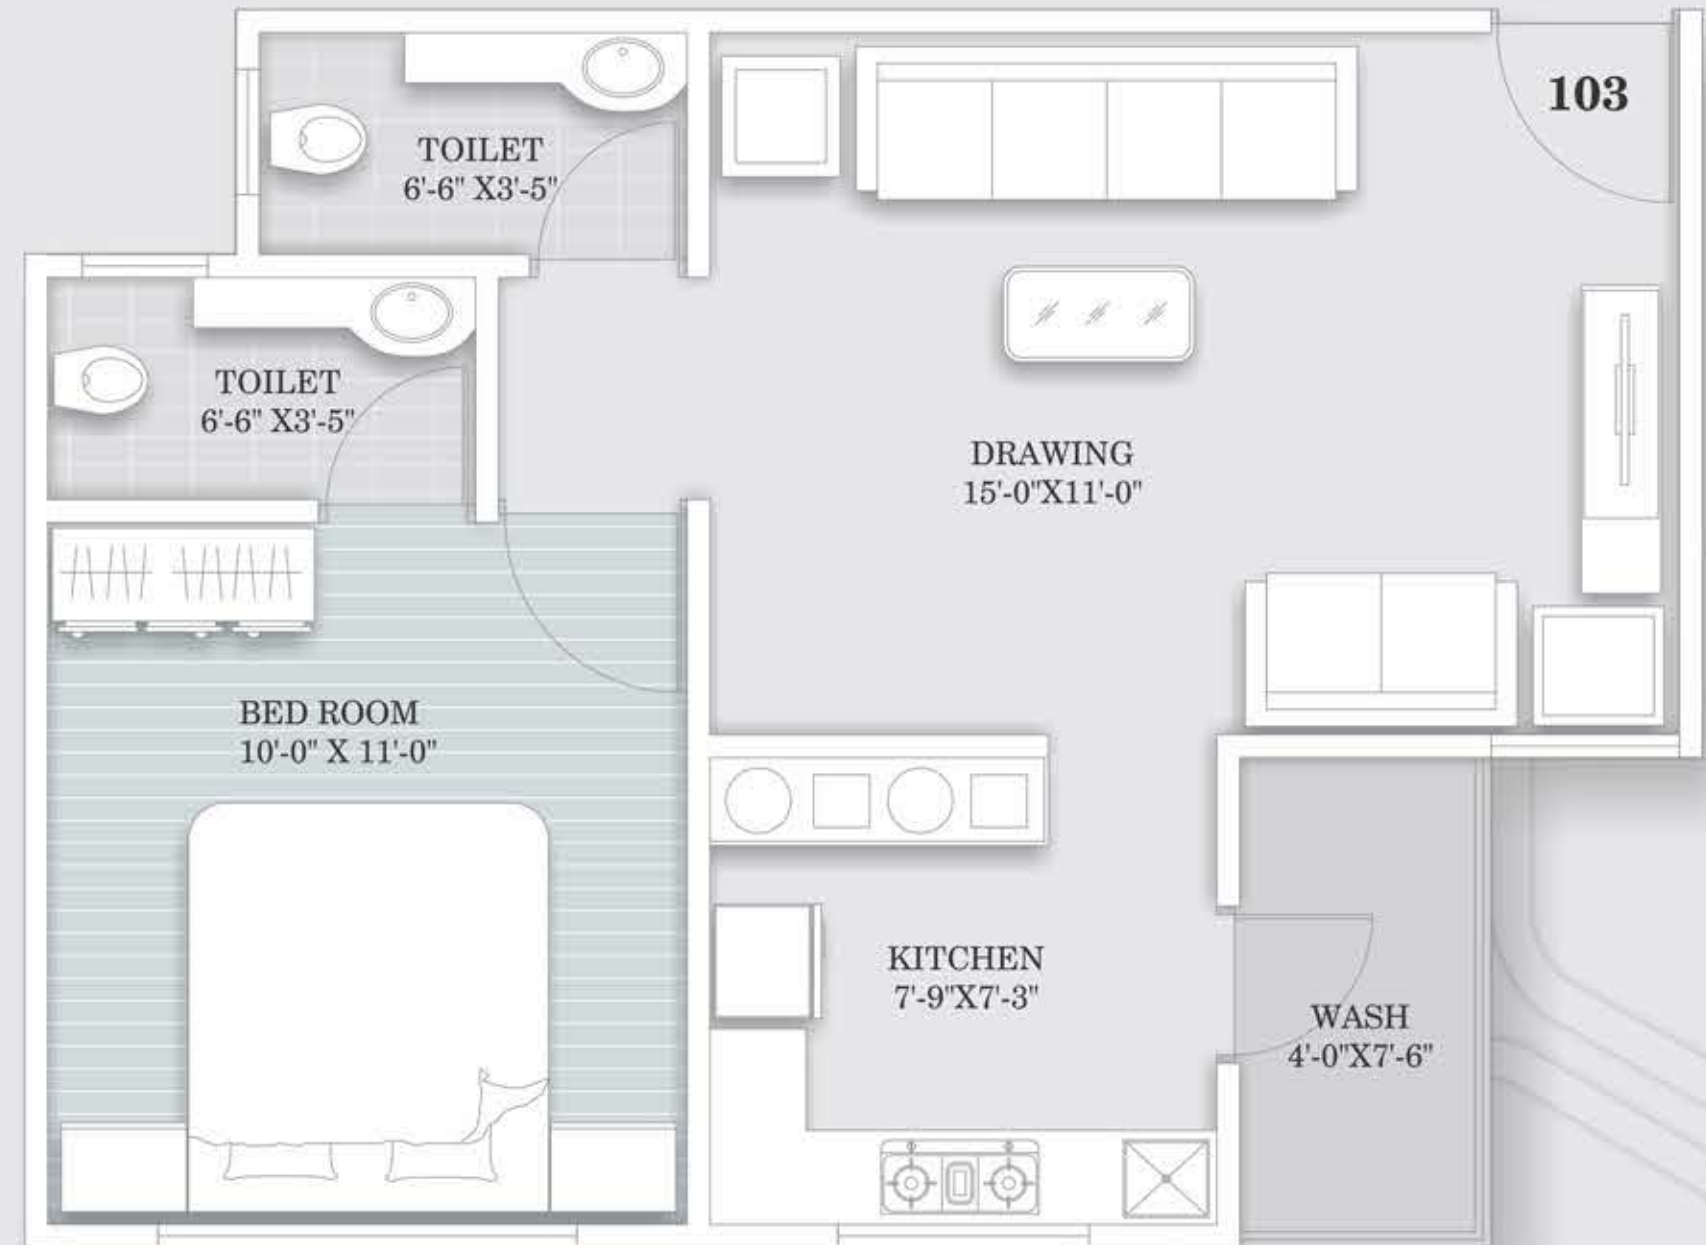 103
TOILET
6'-6" X3'-5"
TOILET
6'-6" X3'-5"
DRAWING
15'-0"X11'-0"
BED ROOM
10'-0" X 11'-0"
KITCHEN
7'-9"X7'-3"
WASH
4'-0"X7'-6"